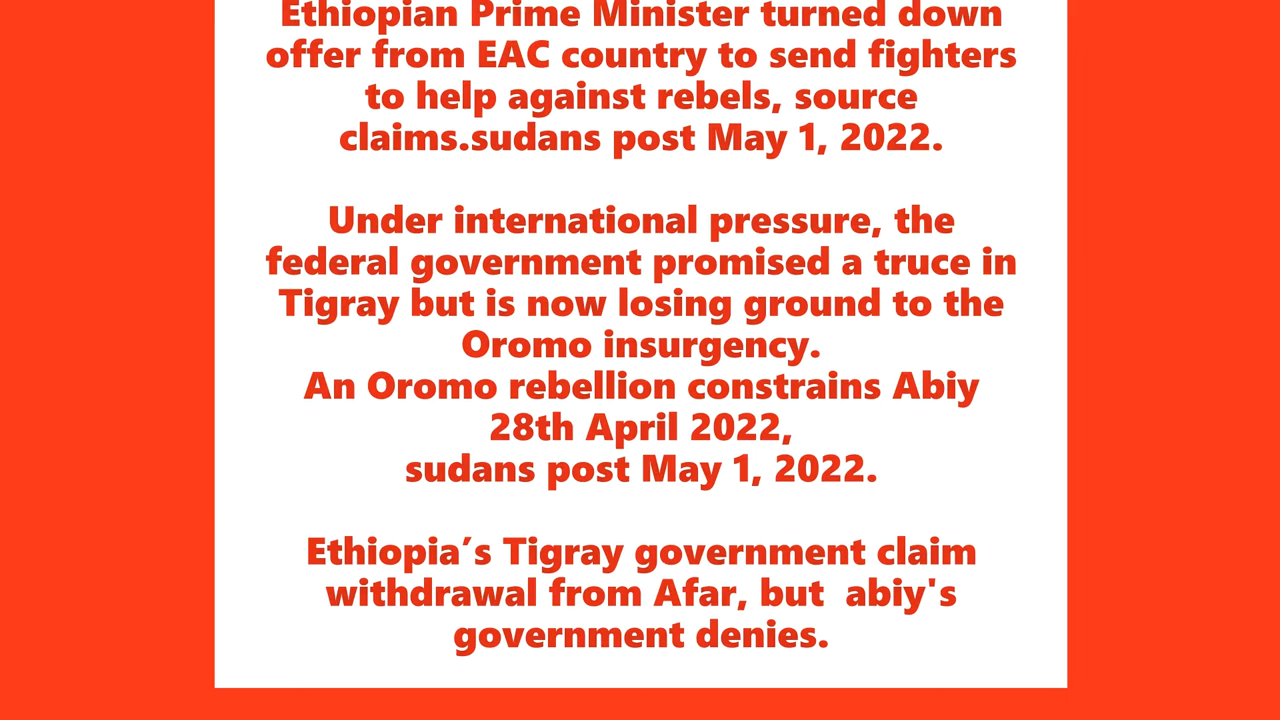 Ethiopian Prime Minister turned down
offer from EAC country to send fighters
to help against rebels, source
claims.sudans post May 1, 2022.
Under international pressure, the
federal government promised a truce in
Tigray but is now losing ground to the
Oromo insurgency.
An Oromo rebellion constrains Abiy
28th April 2022,
sudans post May 1, 2022.
Ethiopia´s Tigray government claim
withdrawal from Afar, but  abiy's
government denies.